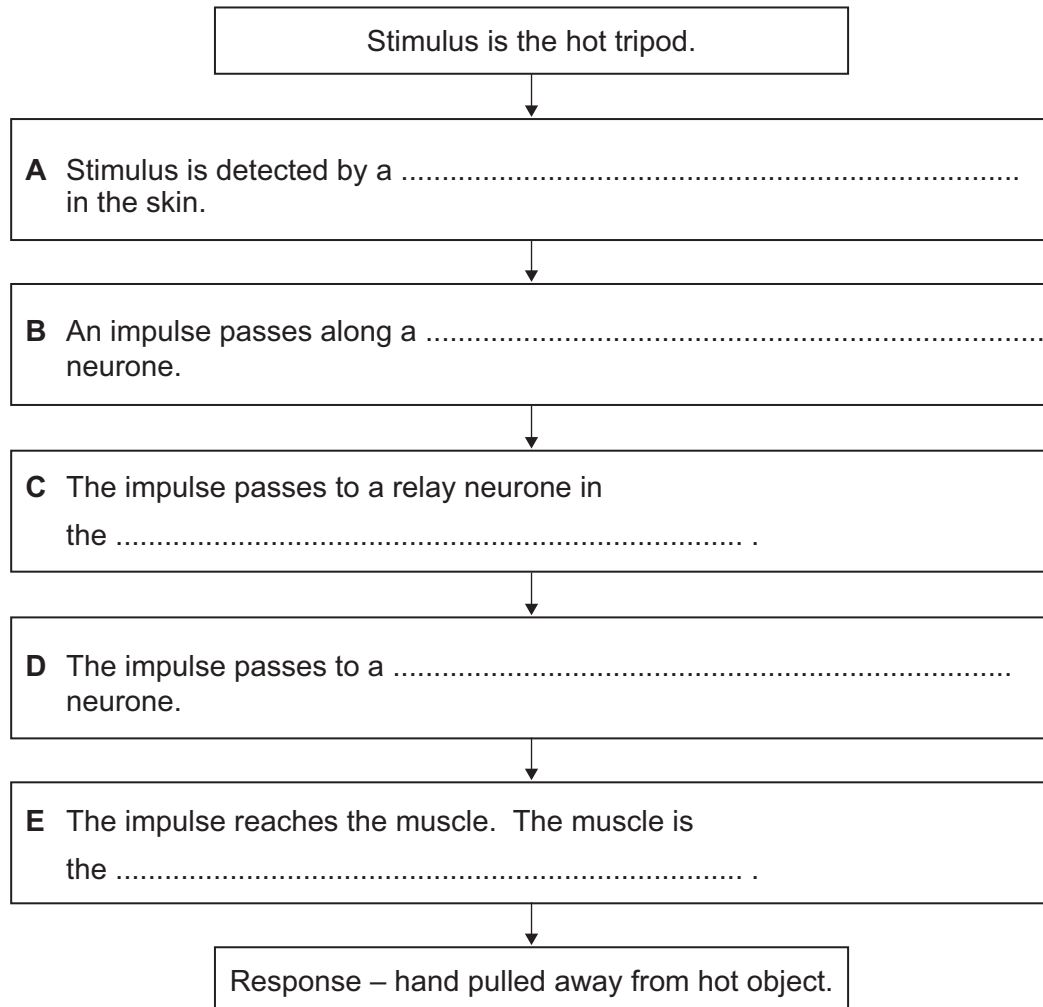 Stimulus is the hot tripod.
A Stimulus is detected by a ............................................................................
in the skin.
B An impulse passes along a ............................................................................
neurone.
C The impulse passes to a relay neurone in
the ............................................................................. .
D The impulse passes to a ............................................................................
neurone.
E The impulse reaches the muscle.  The muscle is
the ............................................................................. .
Response – hand pulled away from hot object.